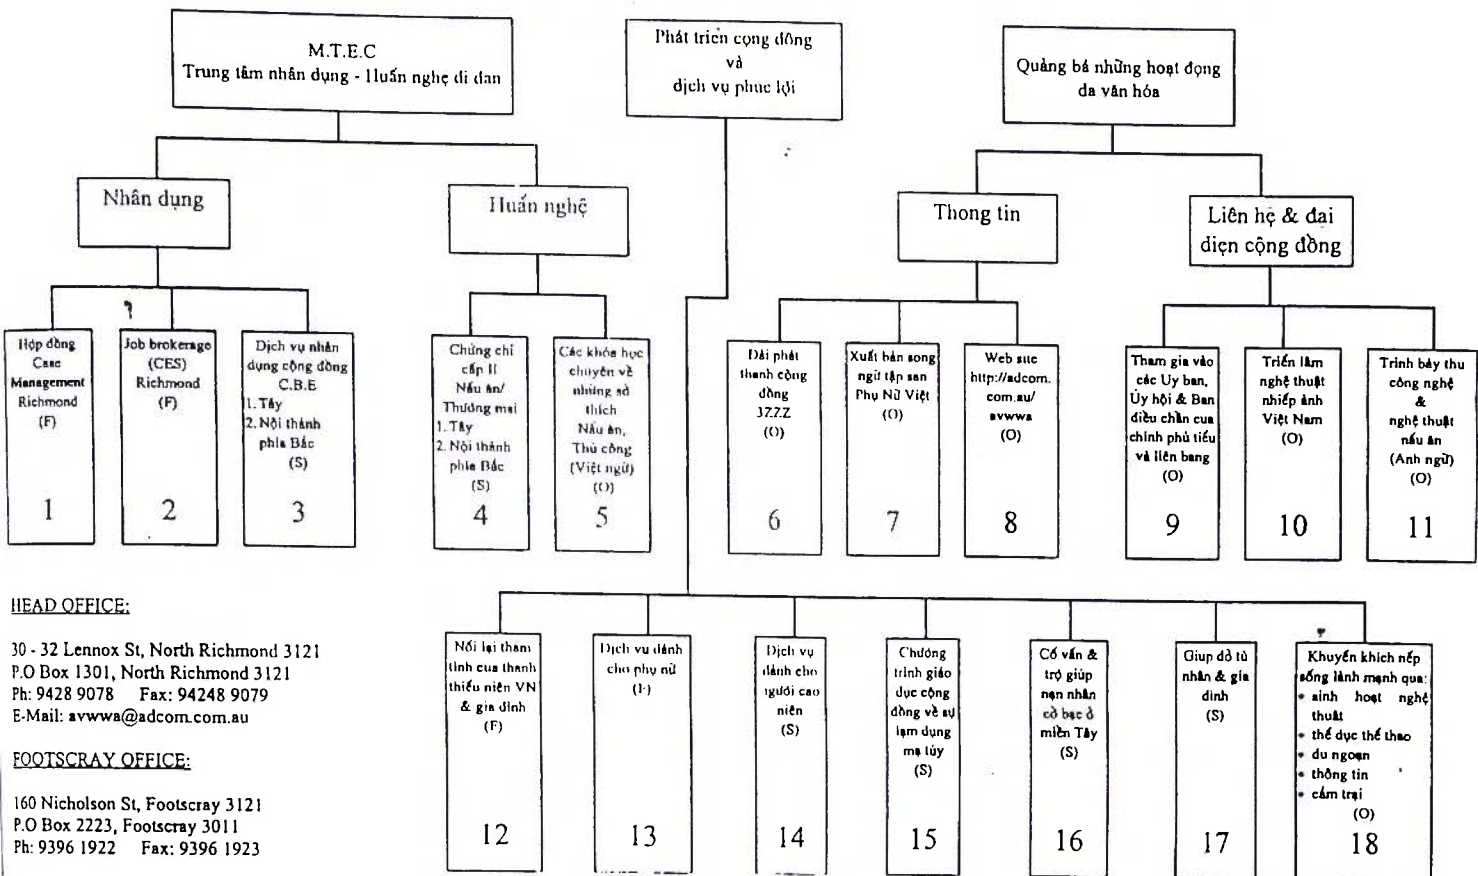 M.T.E.C
Trung tâm nhân dụng - Huấn nghệ di dan
Phát triển cọng đông
và
dịch vụ phuc lợi
Quảng bá những hoạt đọng
da văn hóa
Nhân dụng
Huấn nghệ
Thong tin
Liên hẹ & đai
diẹn cộng đồng
Hợp đồng
Case
Management
Richmond
(F)
1
Job brokerage
(CES)
Richmond
(F)
2
Dịch vụ nhân
dụng cộng đồng
C.B.E
1. Tây
2. Nội thành
phía Bắc
(S)
3
Chứng chỉ
cấp II
Nấu ăn/
Thương mai
1. Tây
2. Nội thành
phía Bắc
(S)
4
Các khóa học
chuyên về
những sở
thích
Nấu ăn,
Thủ công
(Việt ngữ)
(O)
5
Đài phát
thanh cộng
đồng
3ZZZ
(O)
6
Xuất bản song
ngữ tập san
Phụ Nữ Việt
(O)
7
Web site
http://adcom.
com.au/
avwwa
(O)
8
Tham gia vào
các Uy ban,
Ủy hội & Ban
điều chấn cua
chính phủ tiểu
và liên bang
(O)
9
Triển lãm
nghệ thuật
nhiếp ảnh
Việt Nam
(O)
10
Trình bảy thu
công nghệ
&
nghệ thuật
nấu ăn
(Anh ngữ)
(O)
11
HEAD OFFICE:
30 - 32 Lennox St, North Richmond 3121
P.O Box 1301, North Richmond 3121
Ph: 9428 9078 Fax: 94248 9079
E-Mail: avwwa@adcom.com.au
FOOTSCRAY OFFICE:
160 Nicholson St, Footscray 3121
P.O Box 2223, Footscray 3011
Ph: 9396 1922 Fax: 9396 1923
Nối lại thâm
tình cua thanh
thiếu niên VN
& gia đình
(F)
12
Dịch vụ dành
cho phụ nữ
(F)
13
Dịch vụ
dành cho
người cao
niên
(S)
14
Chương
trình giáo
dục cộng
đồng về sự
lạm dụng
ma túy
(S)
15
Cố vấn &
trợ giúp
nạn nhân
cờ bạc ở
miền Tây
(S)
16
Giup đỡ tù
nhân & gia
đình
(S)
17
Khuyến khích nếp
sống lành mạnh qua:
• sinh hoạt nghệ
thuật
• thể dục thể thao
• du ngoạn
• thông tin
• cắm trại
(O)
18